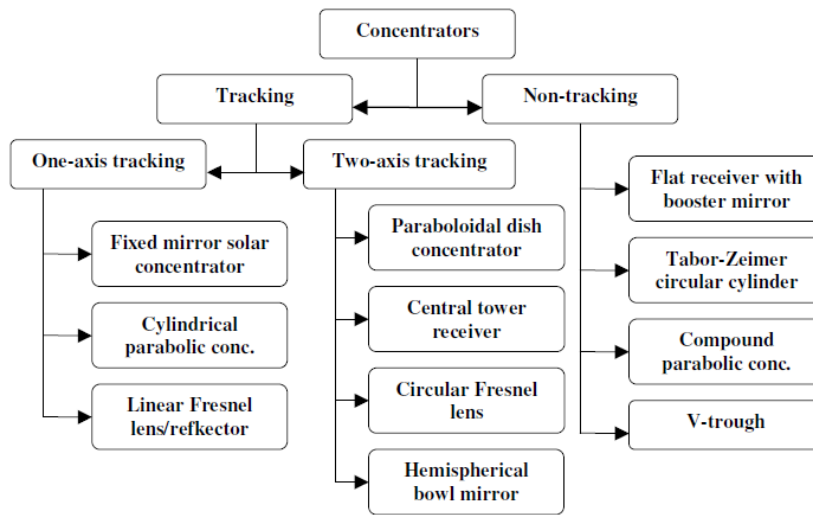 Concentrators
Tracking
Non-tracking
One-axis tracking
Two-axis tracking
Fixed mirror solar
concentrator
Cylindrical
parabolic conc.
Linear Fresnel
lens/refkector
Paraboloidal dish
concentrator
Central tower
receiver
Circular Fresnel
lens
Hemispherical
bowl mirror
Flat receiver with
booster mirror
Tabor-Zeimer
circular cylinder
Compound
parabolic conc.
V-trough